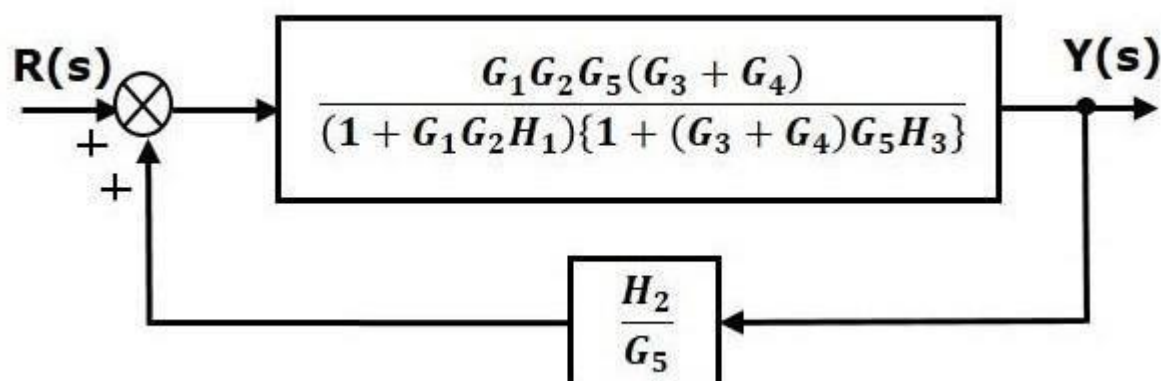 R(s)
Y(s)
G₁G₂G₅(G₃ + G₄)
(1 + G₁G₂H₁){1 + (G₃ + G₄)G₅H₃}
+
+
H₂
G₅